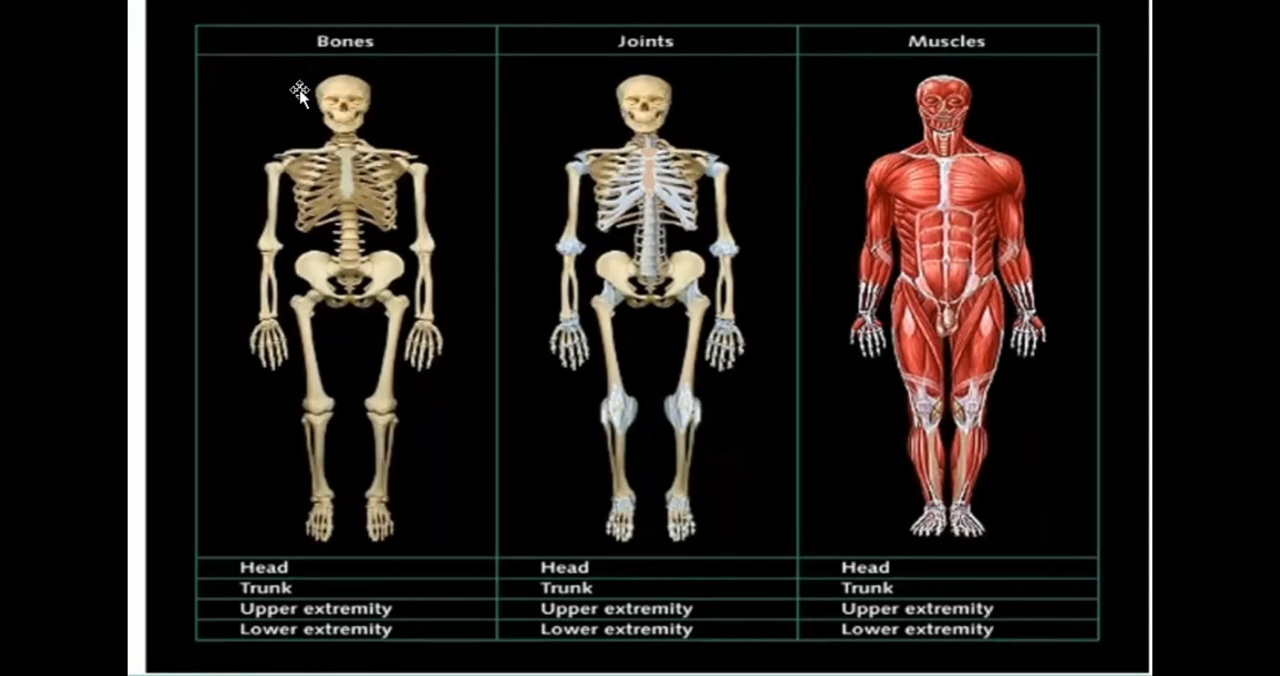 Bones Joints Muscles
Head Head Head
Trunk Trunk Trunk
Upper extremity Upper extremity Upper extremity
Lower extremity Lower extremity Lower extremity